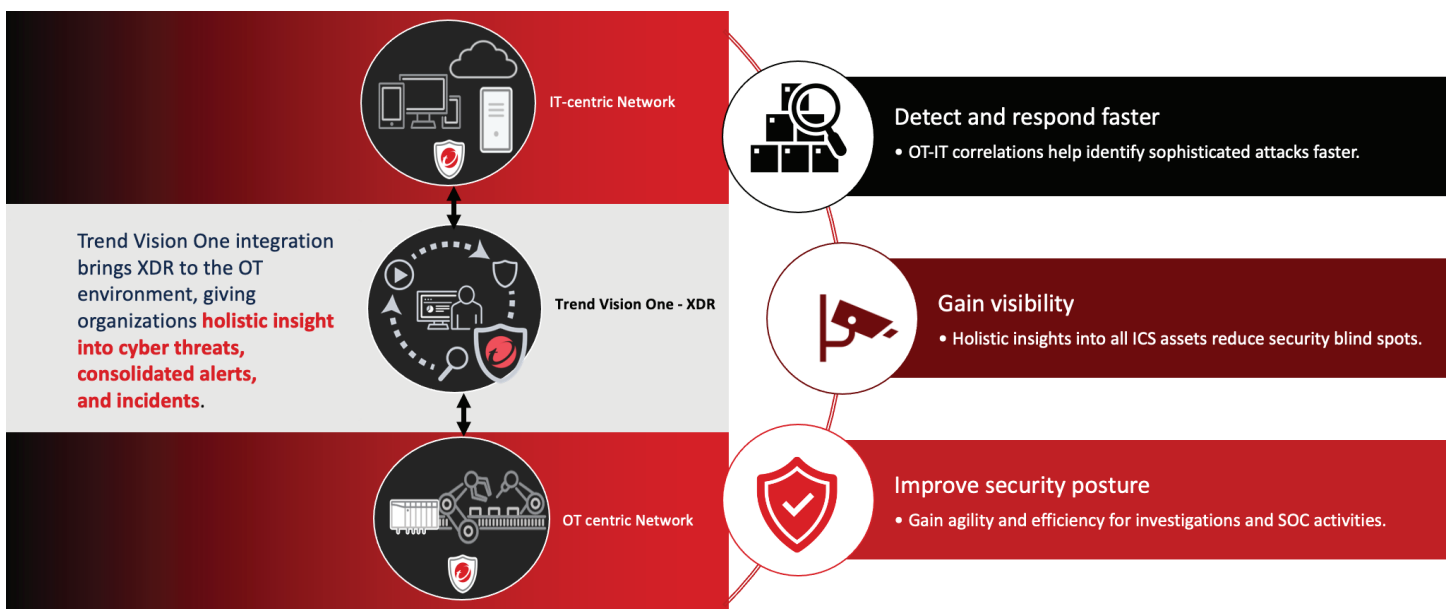 IT-centric Network
Trend Vision One integration
brings XDR to the OT
environment, giving
organizations holistic insight
into cyber threats,
consolidated alerts,
and incidents.
Trend Vision One - XDR
OT centric Network
Detect and respond faster
• OT-IT correlations help identify sophisticated attacks faster.
Gain visibility
• Holistic insights into all ICS assets reduce security blind spots.
Improve security posture
• Gain agility and efficiency for investigations and SOC activities.